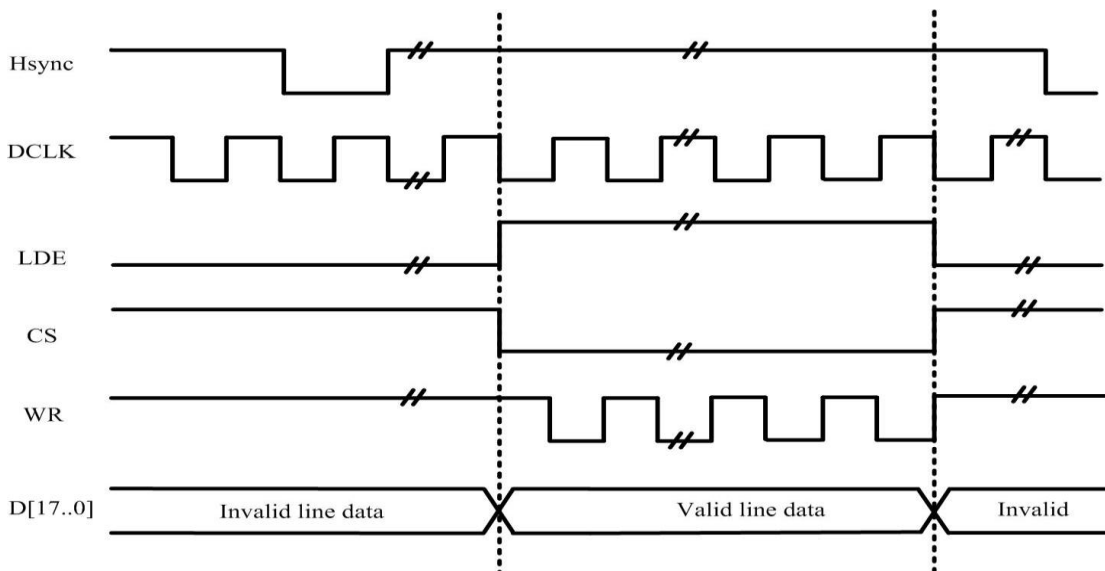 Hsync
DCLK
LDE
CS
WR
D[17..0] Invalid line data Valid line data Invalid